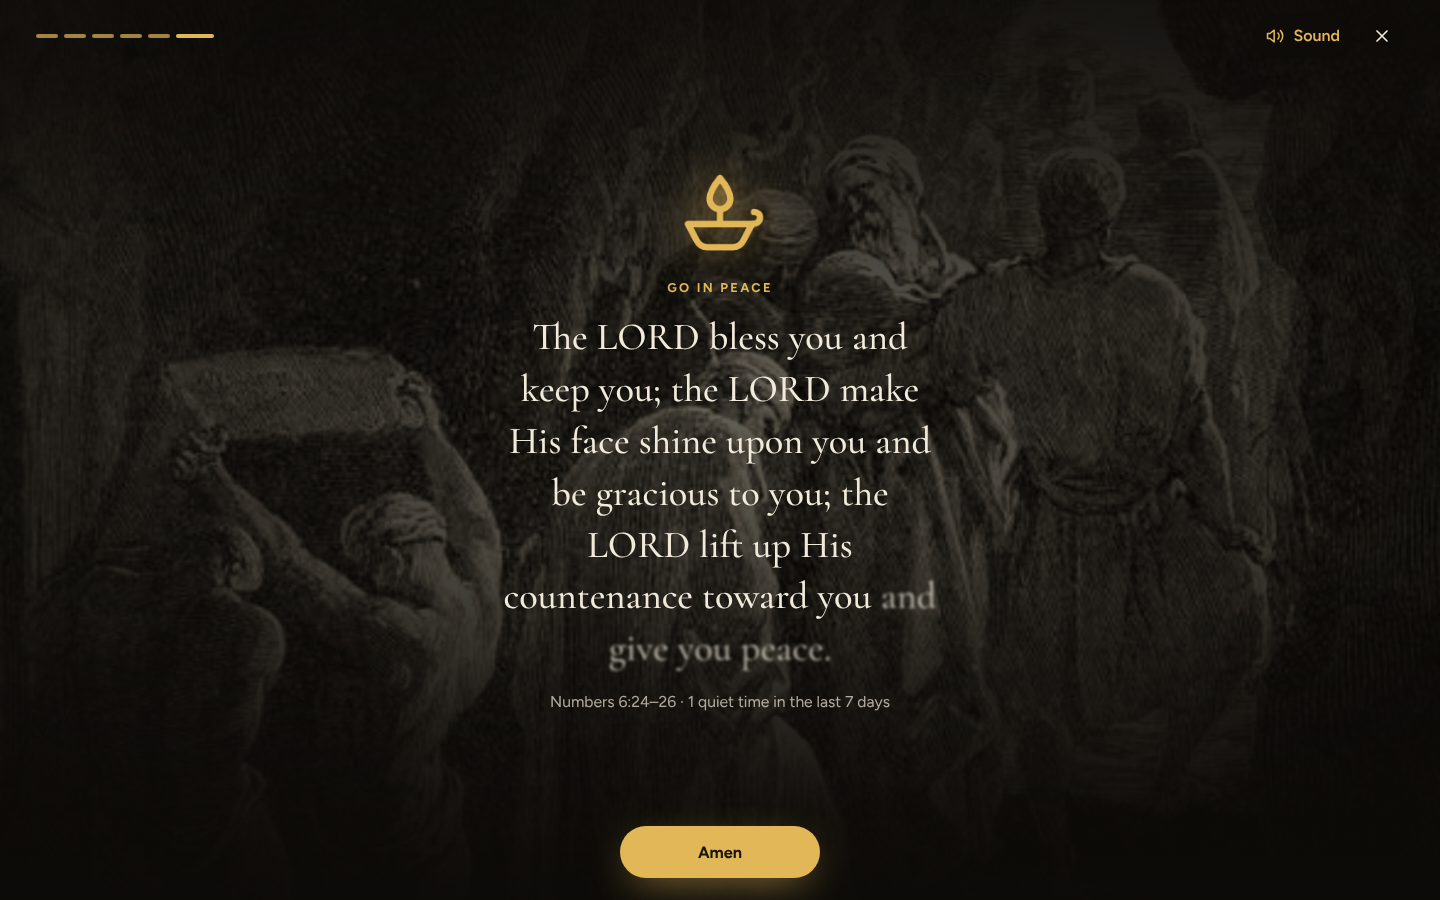 Sound
GO IN PEACE
The LORD bless you and
keep you; the LORD make
His face shine upon you and
be gracious to you; the
LORD lift up His
countenance toward you and
give you peace.
Numbers 6:24–26 · 1 quiet time in the last 7 days
Amen